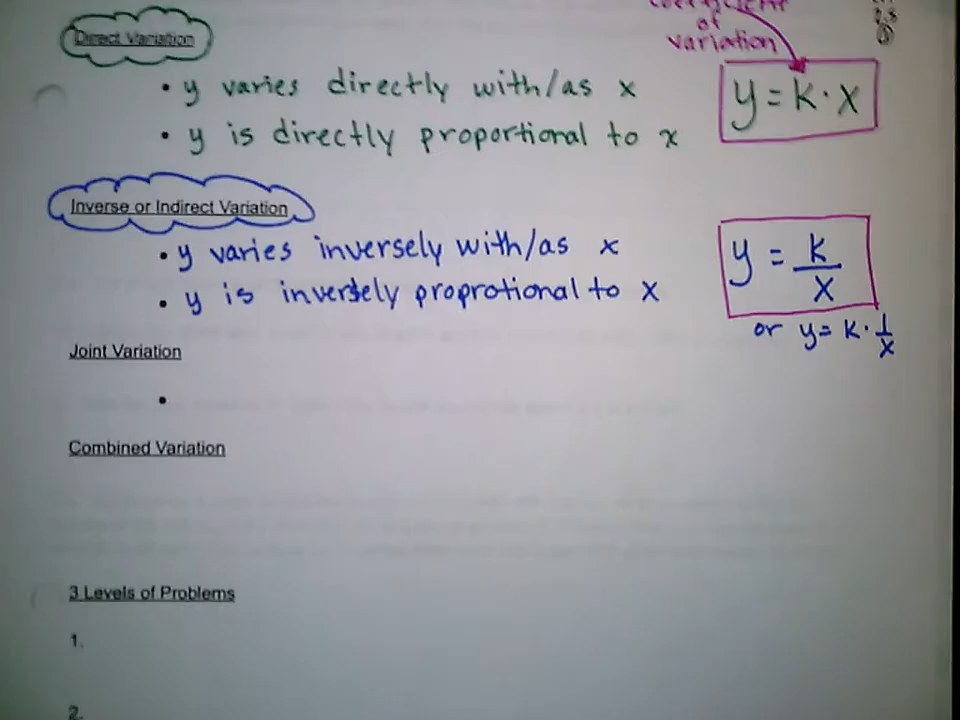 of
variation
Direct Variation
• y varies directly with/as x
y = k · x
• y is directly proportional to x
Inverse or Indirect Variation
• y varies inversely with/as x
y = k/x
• y is inversely proprotional to x
or y = k · 1/x
Joint Variation
•
Combined Variation
3 Levels of Problems
1.
2.